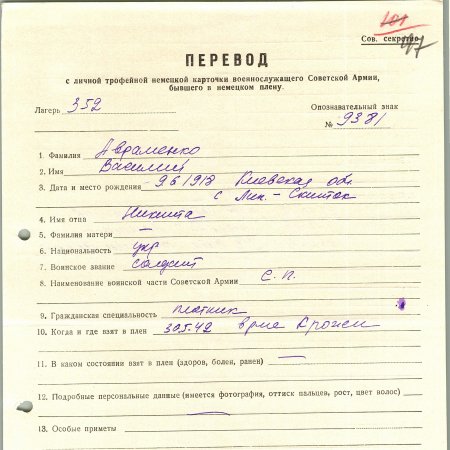 101
Сов. секретно
197
ПЕРЕВОД
с личной трофейной немецкой карточки военнослужащего Советской Армии,
бывшего в немецком плену.
Лагерь 352
Опознавательный знак
№ 9381
1. Фамилия Авраменко
2. Имя Василий
3. Дата и место рождения 9 6 1913 Киевская обл.
с
4. Имя отца Никита
5. Фамилия матери —
6. Национальность укр
7. Воинское звание солдат
8. Наименование воинской части Советской Армии С. П.
9. Гражданская специальность плотник
10. Когда и где взят в плен 30.5.42
11. В каком состоянии взят в плен (здоров, болен, ранен) —
12. Подробные персональные данные (имеется фотография, оттиск пальцев, рост, цвет волос)
—
13. Особые приметы